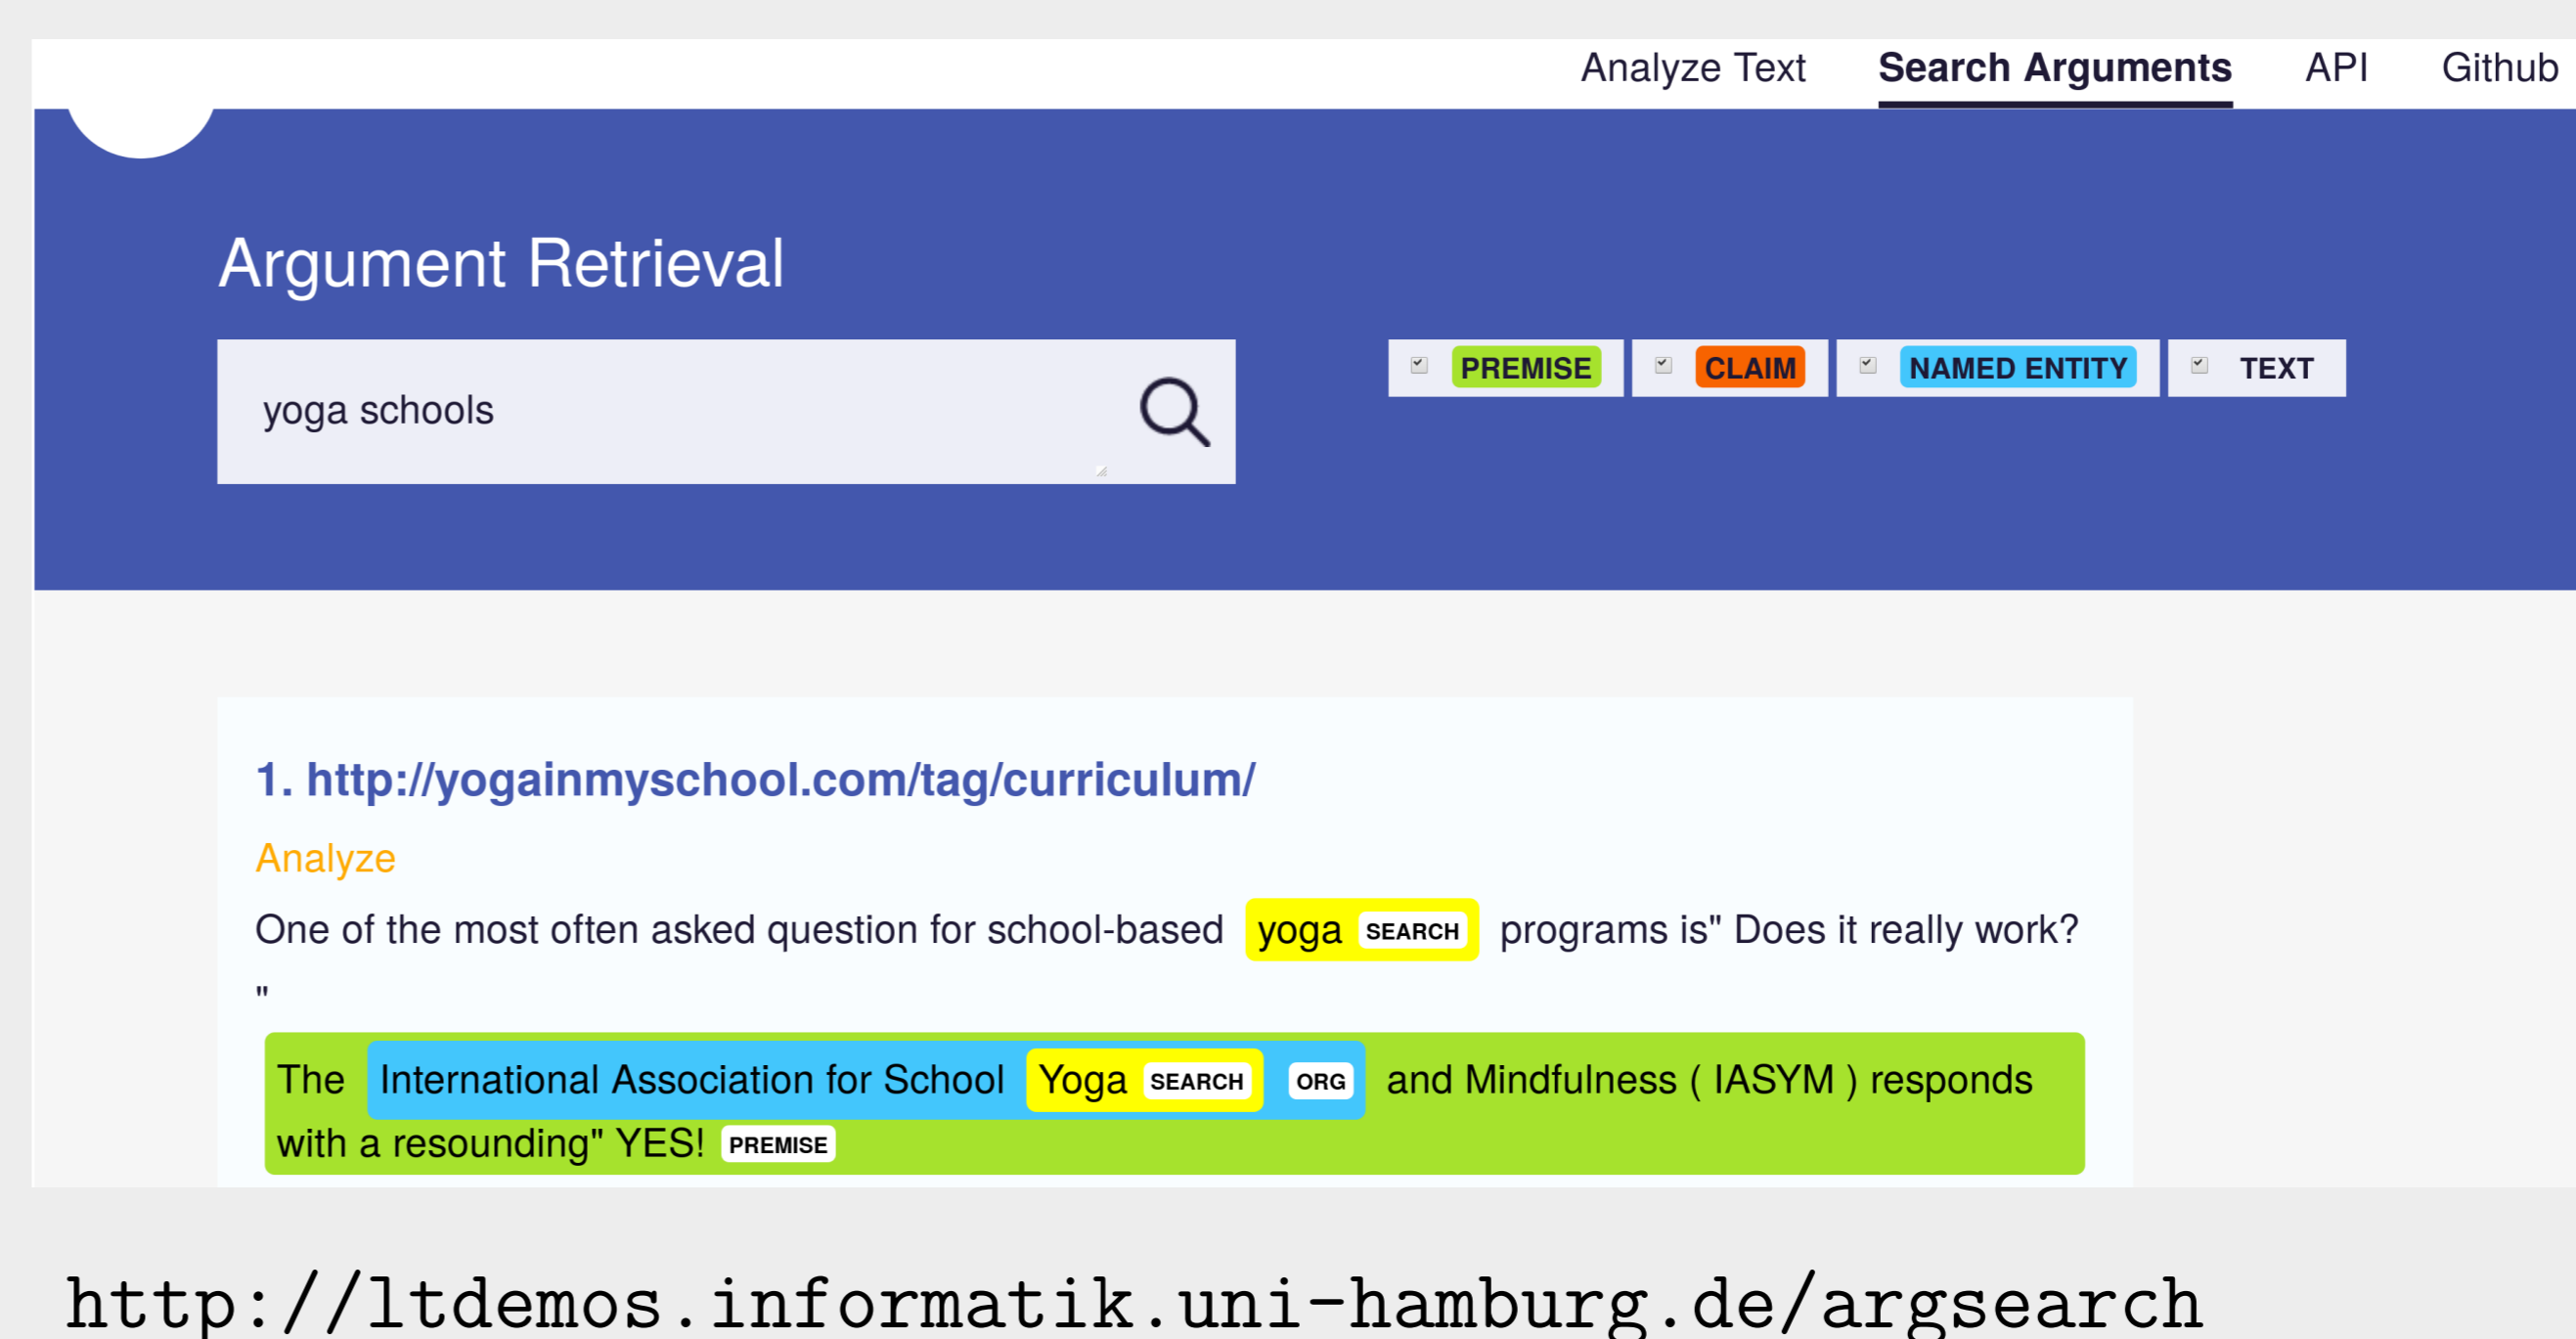 Analyze Text Search Arguments API Github
Argument Retrieval
yoga schools
PREMISE CLAIM NAMED ENTITY TEXT
1. http://yogainmyschool.com/tag/curriculum/
Analyze
One of the most often asked question for school-based yoga SEARCH programs is" Does it really work?
"
The International Association for School Yoga SEARCH ORG and Mindfulness ( IASYM ) responds
with a resounding" YES! PREMISE
http://ltdemos.informatik.uni-hamburg.de/argsearch